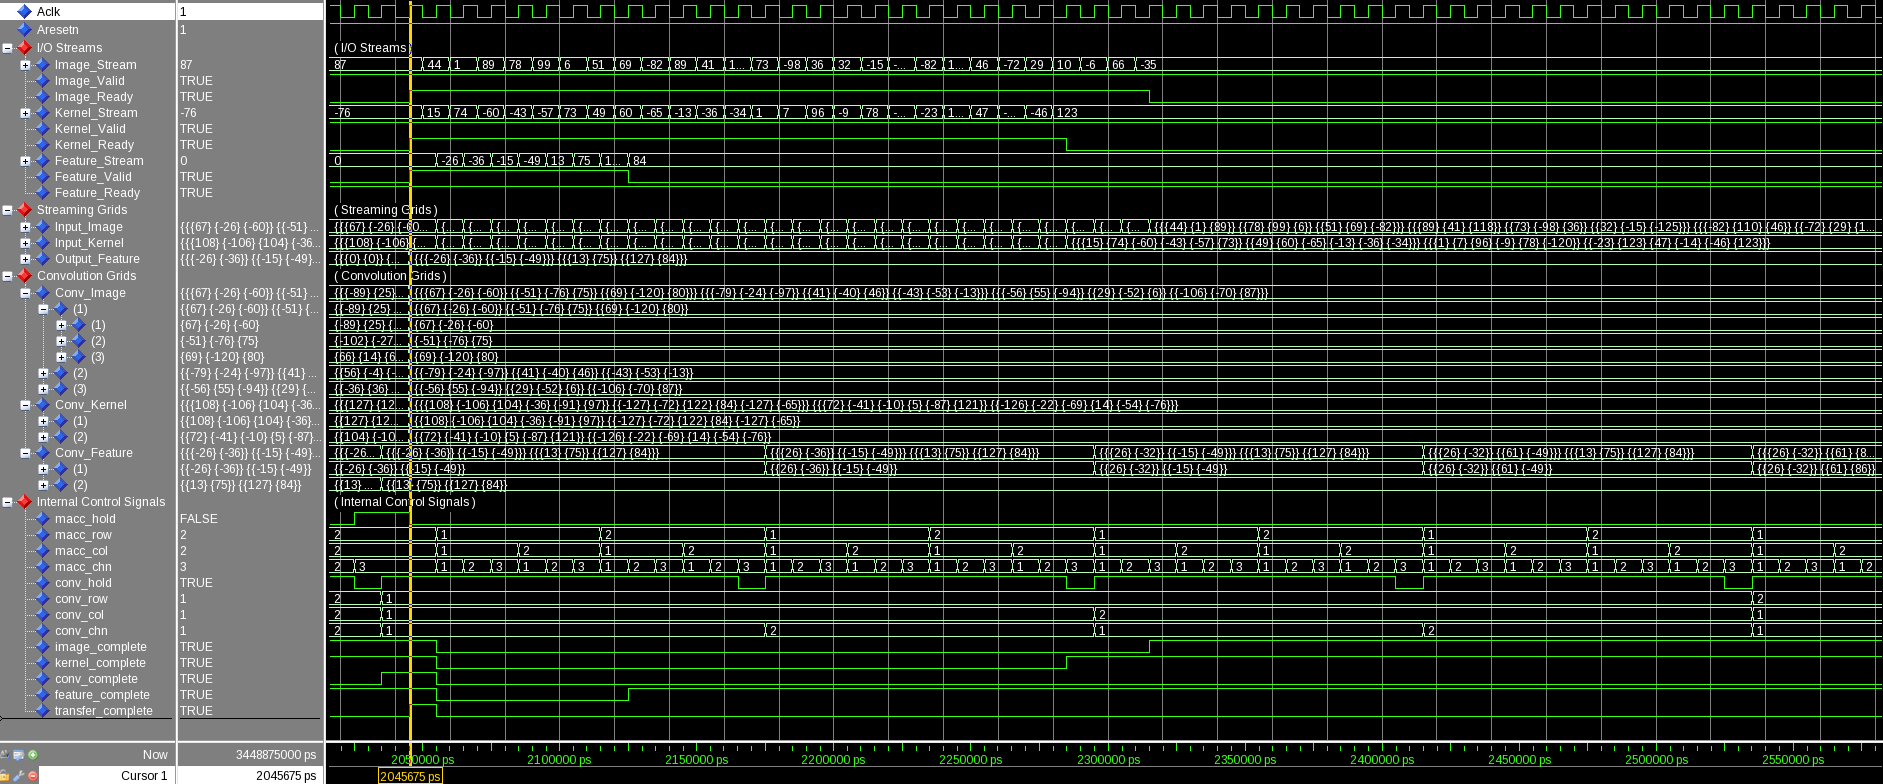 Aclk 1
Aresetn 1
I/O Streams ( I/O Streams )
Image_Stream 87 87 44 1 89 78 99 6 51 69 -82 89 41 1... 73 -98 36 32 -15 -... -82 1... 46 -72 29 10 -6 66 -35
Image_Valid TRUE
Image_Ready TRUE
Kernel_Stream -76 -76 15 74 -60 -43 -57 73 49 60 -65 -13 -36 -34 1 7 96 -9 78 -... -23 1... 47 -... -46 123
Kernel_Valid TRUE
Kernel_Ready TRUE
Feature_Stream 0 0 -26 -36 -15 -49 13 75 1... 84
Feature_Valid TRUE
Feature_Ready TRUE
Streaming Grids ( Streaming Grids )
Input_Image {{{67} {-26} {-60}} {{-51} ... {{{67} {-26} {-60... {... {... {... {... {... {... {... {... {... {... {... {... {... {... {... {... {... {... {... {... {... {... {... {... {... {... {{{44} {1} {89}} {{78} {99} {6}} {{51} {69} {-82}}} {{{89} {41} {118}} {{73} {-98} {36}} {{32} {-15} {-125}}} {{{-82} {110} {46}} {{-72} {29} {1...
Input_Kernel {{{108} {-106} {104} {-36... {{{108} {-106} {... {... {... {... {... {... {... {... {... {... {... {... {... {... {... {... {... {... {... {... {... {... {... {{{15} {74} {-60} {-43} {-57} {73}} {{49} {60} {-65} {-13} {-36} {-34}}} {{{1} {7} {96} {-9} {78} {-120}} {{-23} {123} {47} {-14} {-46} {123}}}
Output_Feature {{{-26} {-36}} {{-15} {-49}... {{{0} {0}} {... {{{-26} {-36}} {{-15} {-49}}} {{{13} {75}} {{127} {84}}}
Convolution Grids ( Convolution Grids )
Conv_Image {{{67} {-26} {-60}} {{-51} ... {{{-89} {25}... {{{67} {-26} {-60}} {{-51} {-76} {75}} {{69} {-120} {80}}} {{{-79} {-24} {-97}} {{41} {-40} {46}} {{-43} {-53} {-13}}} {{{-56} {55} {-94}} {{29} {-52} {6}} {{-106} {-70} {87}}}
(1) {{67} {-26} {-60}} {{-51} {... {{-89} {25} ... {{67} {-26} {-60}} {{-51} {-76} {75}} {{69} {-120} {80}}
(1) {67} {-26} {-60} {-89} {25} {... {67} {-26} {-60}
(2) {-51} {-76} {75} {-102} {-27... {-51} {-76} {75}
(3) {69} {-120} {80} {66} {14} {6... {69} {-120} {80}
(2) {{-79} {-24} {-97}} {{41} ... {{56} {-4} {-... {{-79} {-24} {-97}} {{41} {-40} {46}} {{-43} {-53} {-13}}
(3) {{-56} {55} {-94}} {{29} {... {{-36} {36} ... {{-56} {55} {-94}} {{29} {-52} {6}} {{-106} {-70} {87}}
Conv_Kernel {{{108} {-106} {104} {-36... {{{127} {12... {{{108} {-106} {104} {-36} {-91} {97}} {{-127} {-72} {122} {84} {-127} {-65}}} {{{72} {-41} {-10} {5} {-87} {121}} {{-126} {-22} {-69} {14} {-54} {-76}}}
(1) {{108} {-106} {104} {-36}... {{127} {12... {{108} {-106} {104} {-36} {-91} {97}} {{-127} {-72} {122} {84} {-127} {-65}}
(2) {{72} {-41} {-10} {5} {-87}... {{104} {-10... {{72} {-41} {-10} {5} {-87} {121}} {{-126} {-22} {-69} {14} {-54} {-76}}
Conv_Feature {{{-26} {-36}} {{-15} {-49}... {{{-26... {{{-26} {-36}} {{-15} {-49}}} {{{13} {75}} {{127} {84}}} {{{26} {-36}} {{-15} {-49}}} {{{13} {75}} {{127} {84}}} {{{26} {-32}} {{-15} {-49}}} {{{13} {75}} {{127} {84}}} {{{26} {-32}} {{61} {-49}}} {{{13} {75}} {{127} {84}}} {{{26} {-32}} {{61} {8...
(1) {{-26} {-36}} {{-15} {-49}} {{-26} {-36}} {{-15} {-49}} {{26} {-36}} {{-15} {-49}} {{26} {-32}} {{-15} {-49}} {{26} {-32}} {{61} {-49}} {{26} {-32}} {{61} {86}}
(2) {{13} {75}} {{127} {84}} {{13} ... {{13} {75}} {{127} {84}}
Internal Control Signals ( Internal Control Signals )
macc_hold FALSE
macc_row 2 2 1 2 1 2 1 2 1 2 1
macc_col 2 2 1 2 1 2 1 2 1 2 1 2 1 2 1 2 1 2 1 2
macc_chn 3 2 3 1 2 3 1 2 3 1 2 3 1 2 3 1 2 3 1 2 3 1 2 3 1 2 3 1 2 3 1 2 3 1 2 3 1 2 3 1 2 3 1 2 3 1 2 3 1 2 3 1 2 3 1 2
conv_hold TRUE
conv_row 1 2 1 2
conv_col 1 2 1 2 1
conv_chn 1 2 1 2 1 2 1
image_complete TRUE
kernel_complete TRUE
conv_complete TRUE
feature_complete TRUE
transfer_complete TRUE
Now 3448875000 ps 2050000 ps 2100000 ps 2150000 ps 2200000 ps 2250000 ps 2300000 ps 2350000 ps 2400000 ps 2450000 ps 2500000 ps 2550000 ps
Cursor 1 2045675 ps 2045675 ps